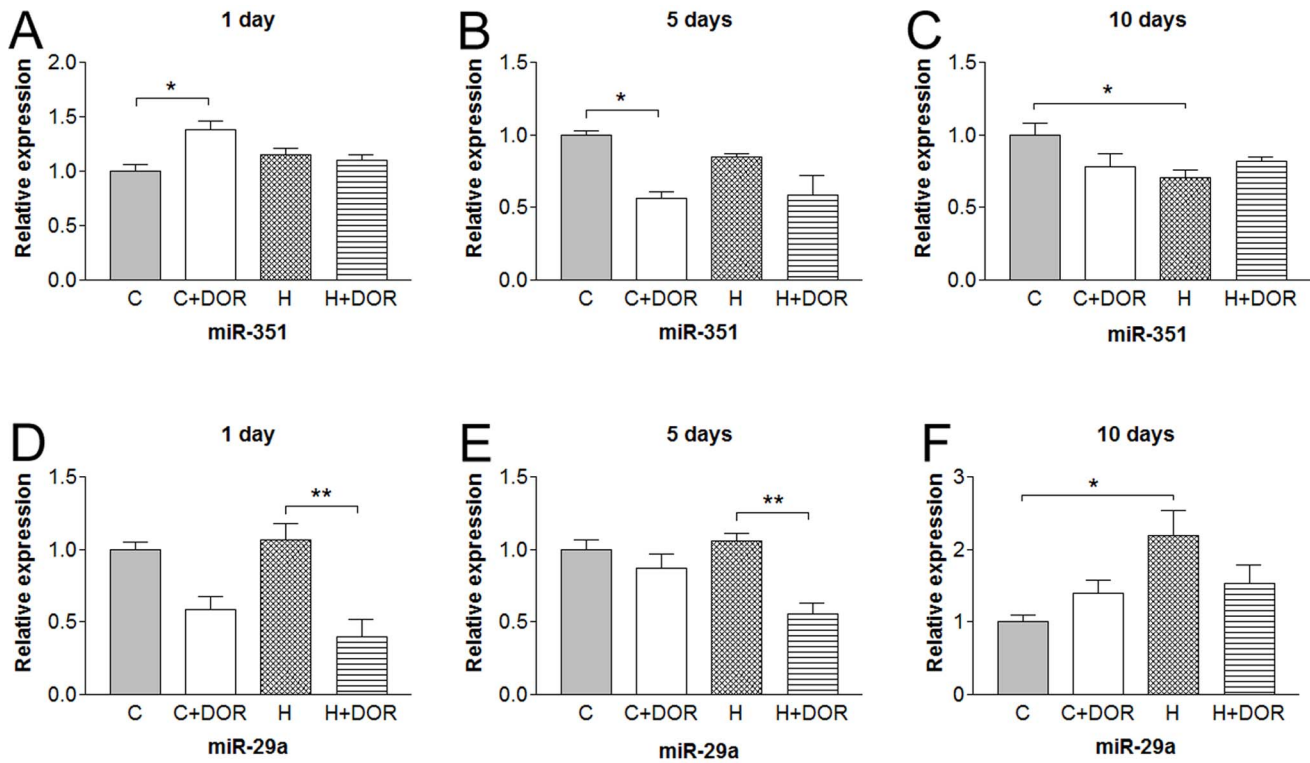 A
1 day
Relative expression
2.0
1.5
1.0
0.5
0.0
*
C C+DOR H H+DOR
miR-351
B
5 days
Relative expression
1.5
1.0
0.5
0.0
*
C C+DOR H H+DOR
miR-351
C
10 days
Relative expression
1.5
1.0
0.5
0.0
*
C C+DOR H H+DOR
miR-351
D
1 day
Relative expression
1.5
1.0
0.5
0.0
**
C C+DOR H H+DOR
miR-29a
E
5 days
Relative expression
1.5
1.0
0.5
0.0
**
C C+DOR H H+DOR
miR-29a
F
10 days
Relative expression
3
2
1
0
*
C C+DOR H H+DOR
miR-29a